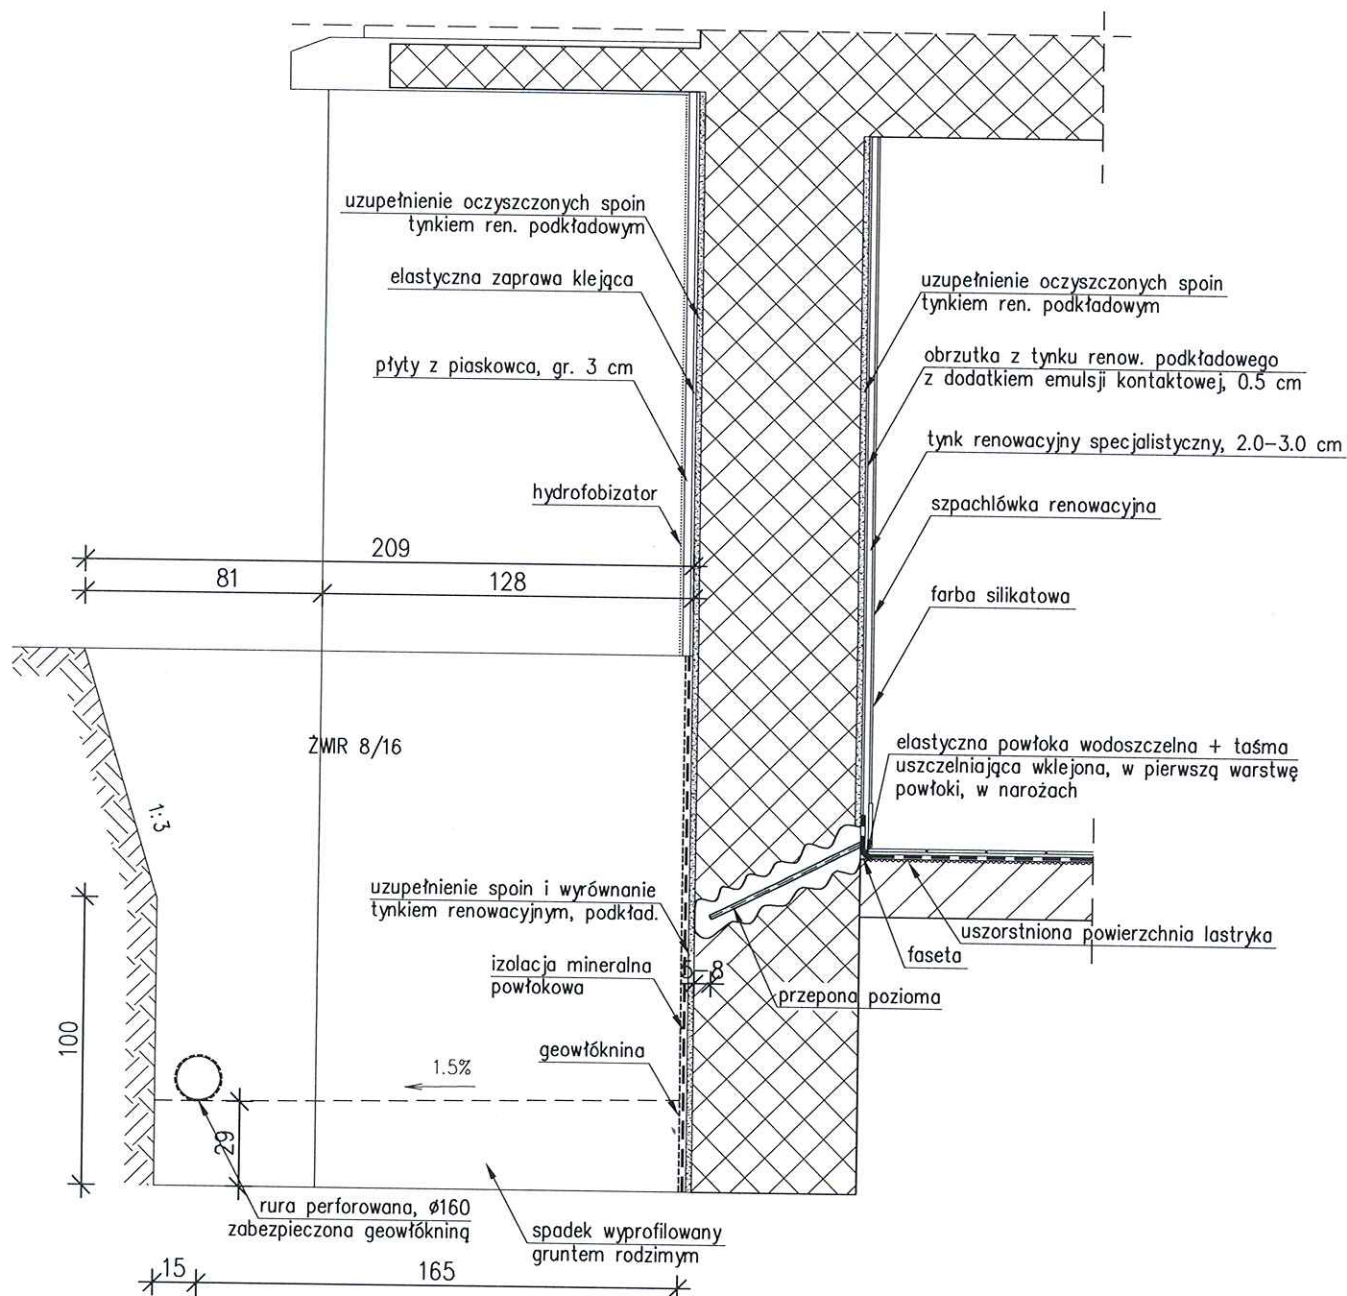 uzupełnienie oczyszczonych spoin
tynkiem ren. podkładowym
elastyczna zaprawa klejąca
płyty z piaskowca, gr. 3 cm
hydrofobizator
209
81
128
uzupełnienie oczyszczonych spoin
tynkiem ren. podkładowym
obrzutka z tynku renow. podkładowego
z dodatkiem emulsji kontaktowej, 0.5 cm
tynk renowacyjny specjalistyczny, 2.0-3.0 cm
szpachlówka renowacyjna
farba silikatowa
ŻWIR 8/16
1:3
elastyczna powłoka wodoszczelna + taśma
uszczelniająca wklejona, w pierwszą warstwę
powłoki, w narożach
uzupełnienie spoin i wyrównanie
tynkiem renowacyjnym, podkład.
izolacja mineralna
powłokowa
geowłóknina
5-8
przepona pozioma
faseta
uszorstniona powierzchnia lastryka
100
1.5%
29
rura perforowana, ø160
zabezpieczona geowłókniną
spadek wyprofilowany
gruntem rodzimym
15
165